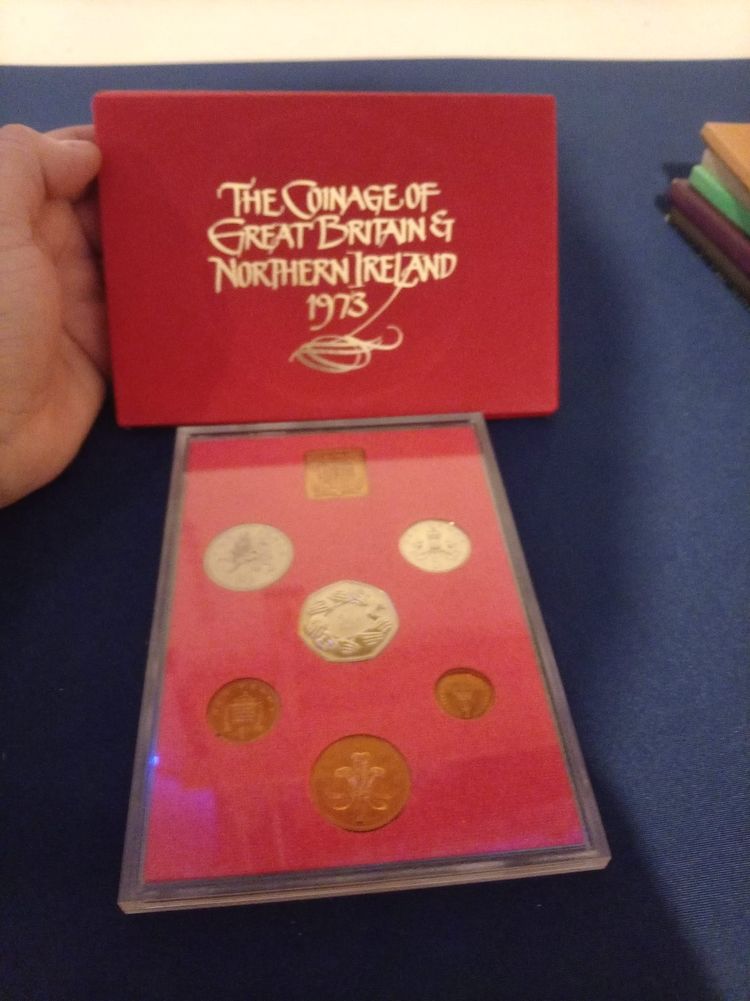 THE COINAGE OF
GREAT BRITAIN &
NORTHERN IRELAND
1973